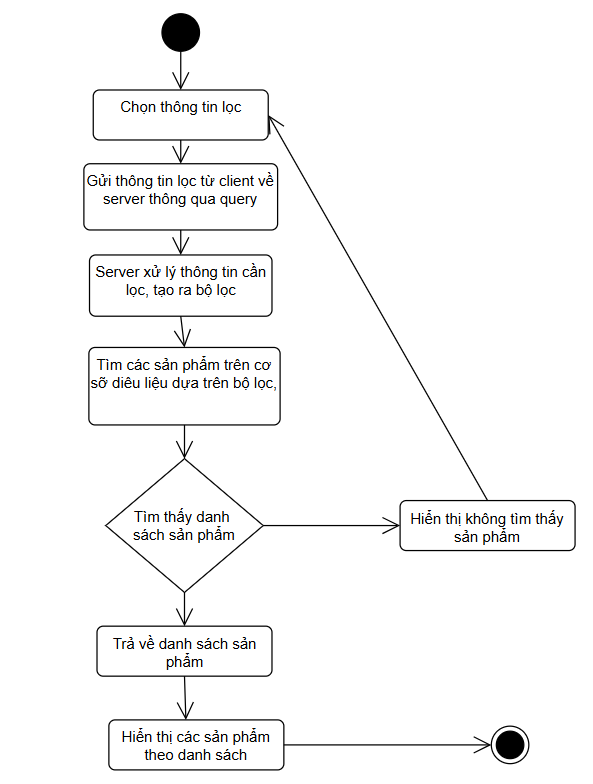 Chọn thông tin lọc
Gửi thông tin lọc từ client về
server thông qua query
Server xử lý thông tin cần
lọc, tạo ra bộ lọc
Tìm các sản phẩm trên cơ
sỡ diêu liệu dựa trên bộ lọc,
Tìm thấy danh
sách sản phẩm
Hiển thị không tìm thấy
sản phẩm
Trả về danh sách sản
phẩm
Hiển thị các sản phẩm
theo danh sách